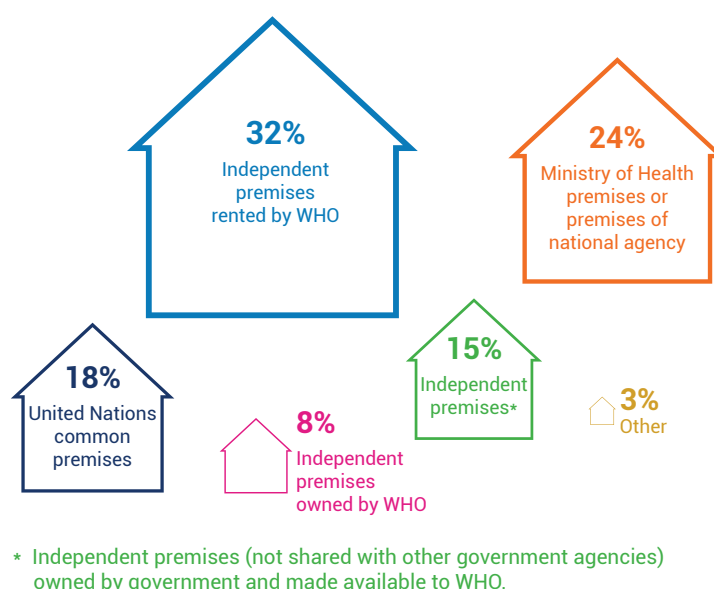 32%
Independent
premises
rented by WHO
24%
Ministry of Health
premises or
premises of
national agency
18%
United Nations
common
premises
8%
Independent
premises
owned by WHO
15%
Independent
premises*
3%
Other
* Independent premises (not shared with other government agencies)
owned by government and made available to WHO.